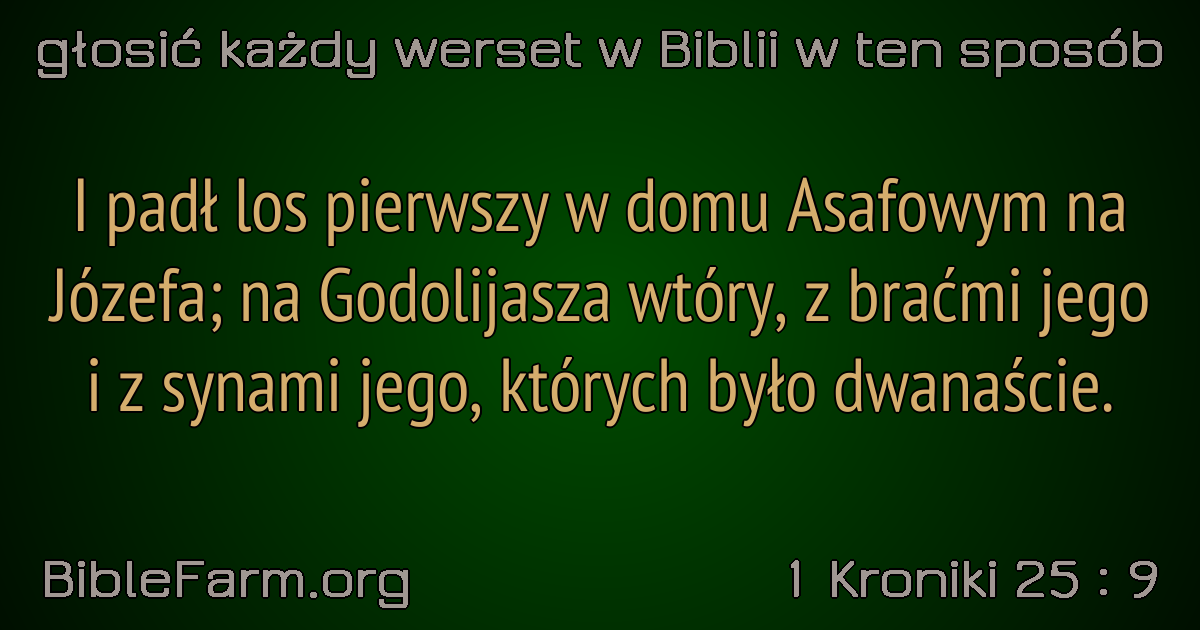 głosić każdy werset w Biblii w ten sposób
I padł los pierwszy w domu Asafowym na
Józefa; na Godolijasza wtóry, z braćmi jego
i z synami jego, których było dwanaście.
BibleFarm.org
1 Kroniki 25 : 9